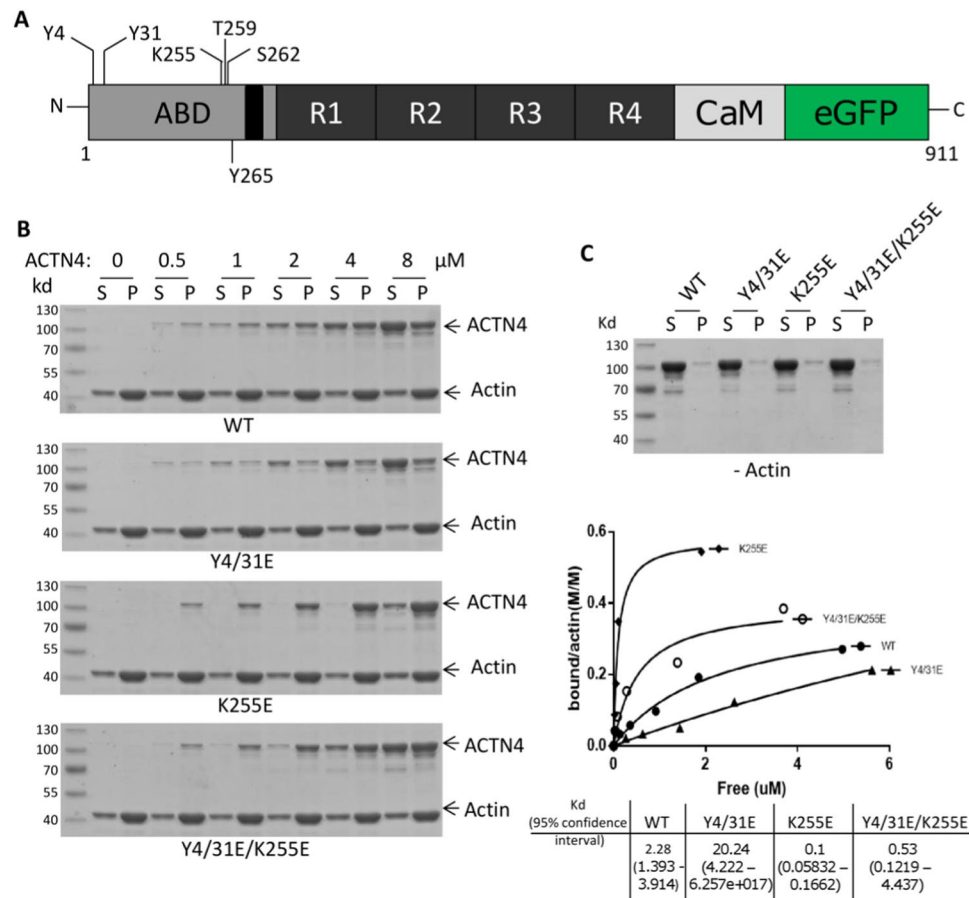 A
Y4 Y31 K255 T259 S262
N ABD R1 R2 R3 R4 CaM eGFP C
1 Y265 911
B
ACTN4: 0 0.5 1 2 4 8 µM
kd S P S P S P S P S P S P
130
100 ACTN4
70
55
40 Actin
WT
130
100 ACTN4
70
55
40 Actin
Y4/31E
130
100 ACTN4
70
55
40 Actin
K255E
130
100 ACTN4
70
55
40 Actin
Y4/31E/K255E
C
WT Y4/31E K255E Y4/31E/K255E
Kd S P S P S P S P
130
100
70
55
40
- Actin
bound/actin(M/M)
0.6
0.4
0.2
0.0
K255E
Y4/31E/K255E
WT
Y4/31E
0 2 4 6
Free (uM)
Kd
(95% confidence
interval) WT Y4/31E K255E Y4/31E/K255E
2.28 20.24 0.1 0.53
(1.393 - (4.222 – (0.05832 – (0.1219 –
3.914) 6.257e+017) 0.1662) 4.437)